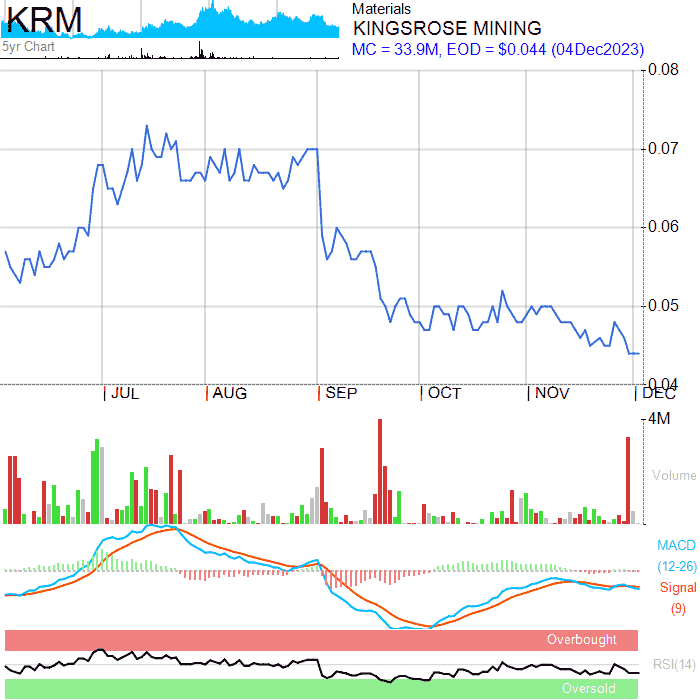 KRM
5yr Chart
Materials
KINGSROSE MINING
MC = 33.9M, EOD = $0.044 (04Dec2023)
0.08
0.07
0.06
0.05
0.04
JUL AUG SEP OCT NOV DEC
4M
Volume
MACD
(12-26)
Signal
(9)
Overbought
RSI(14)
Oversold